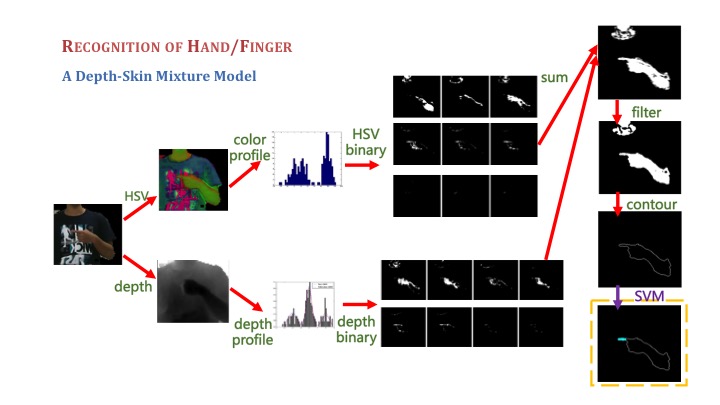 RECOGNITION OF HAND/FINGER
A Depth-Skin Mixture Model
sum
HSV
binary
color
profile
filter
HSV
contour
depth
SVM
depth
profile
depth
binary